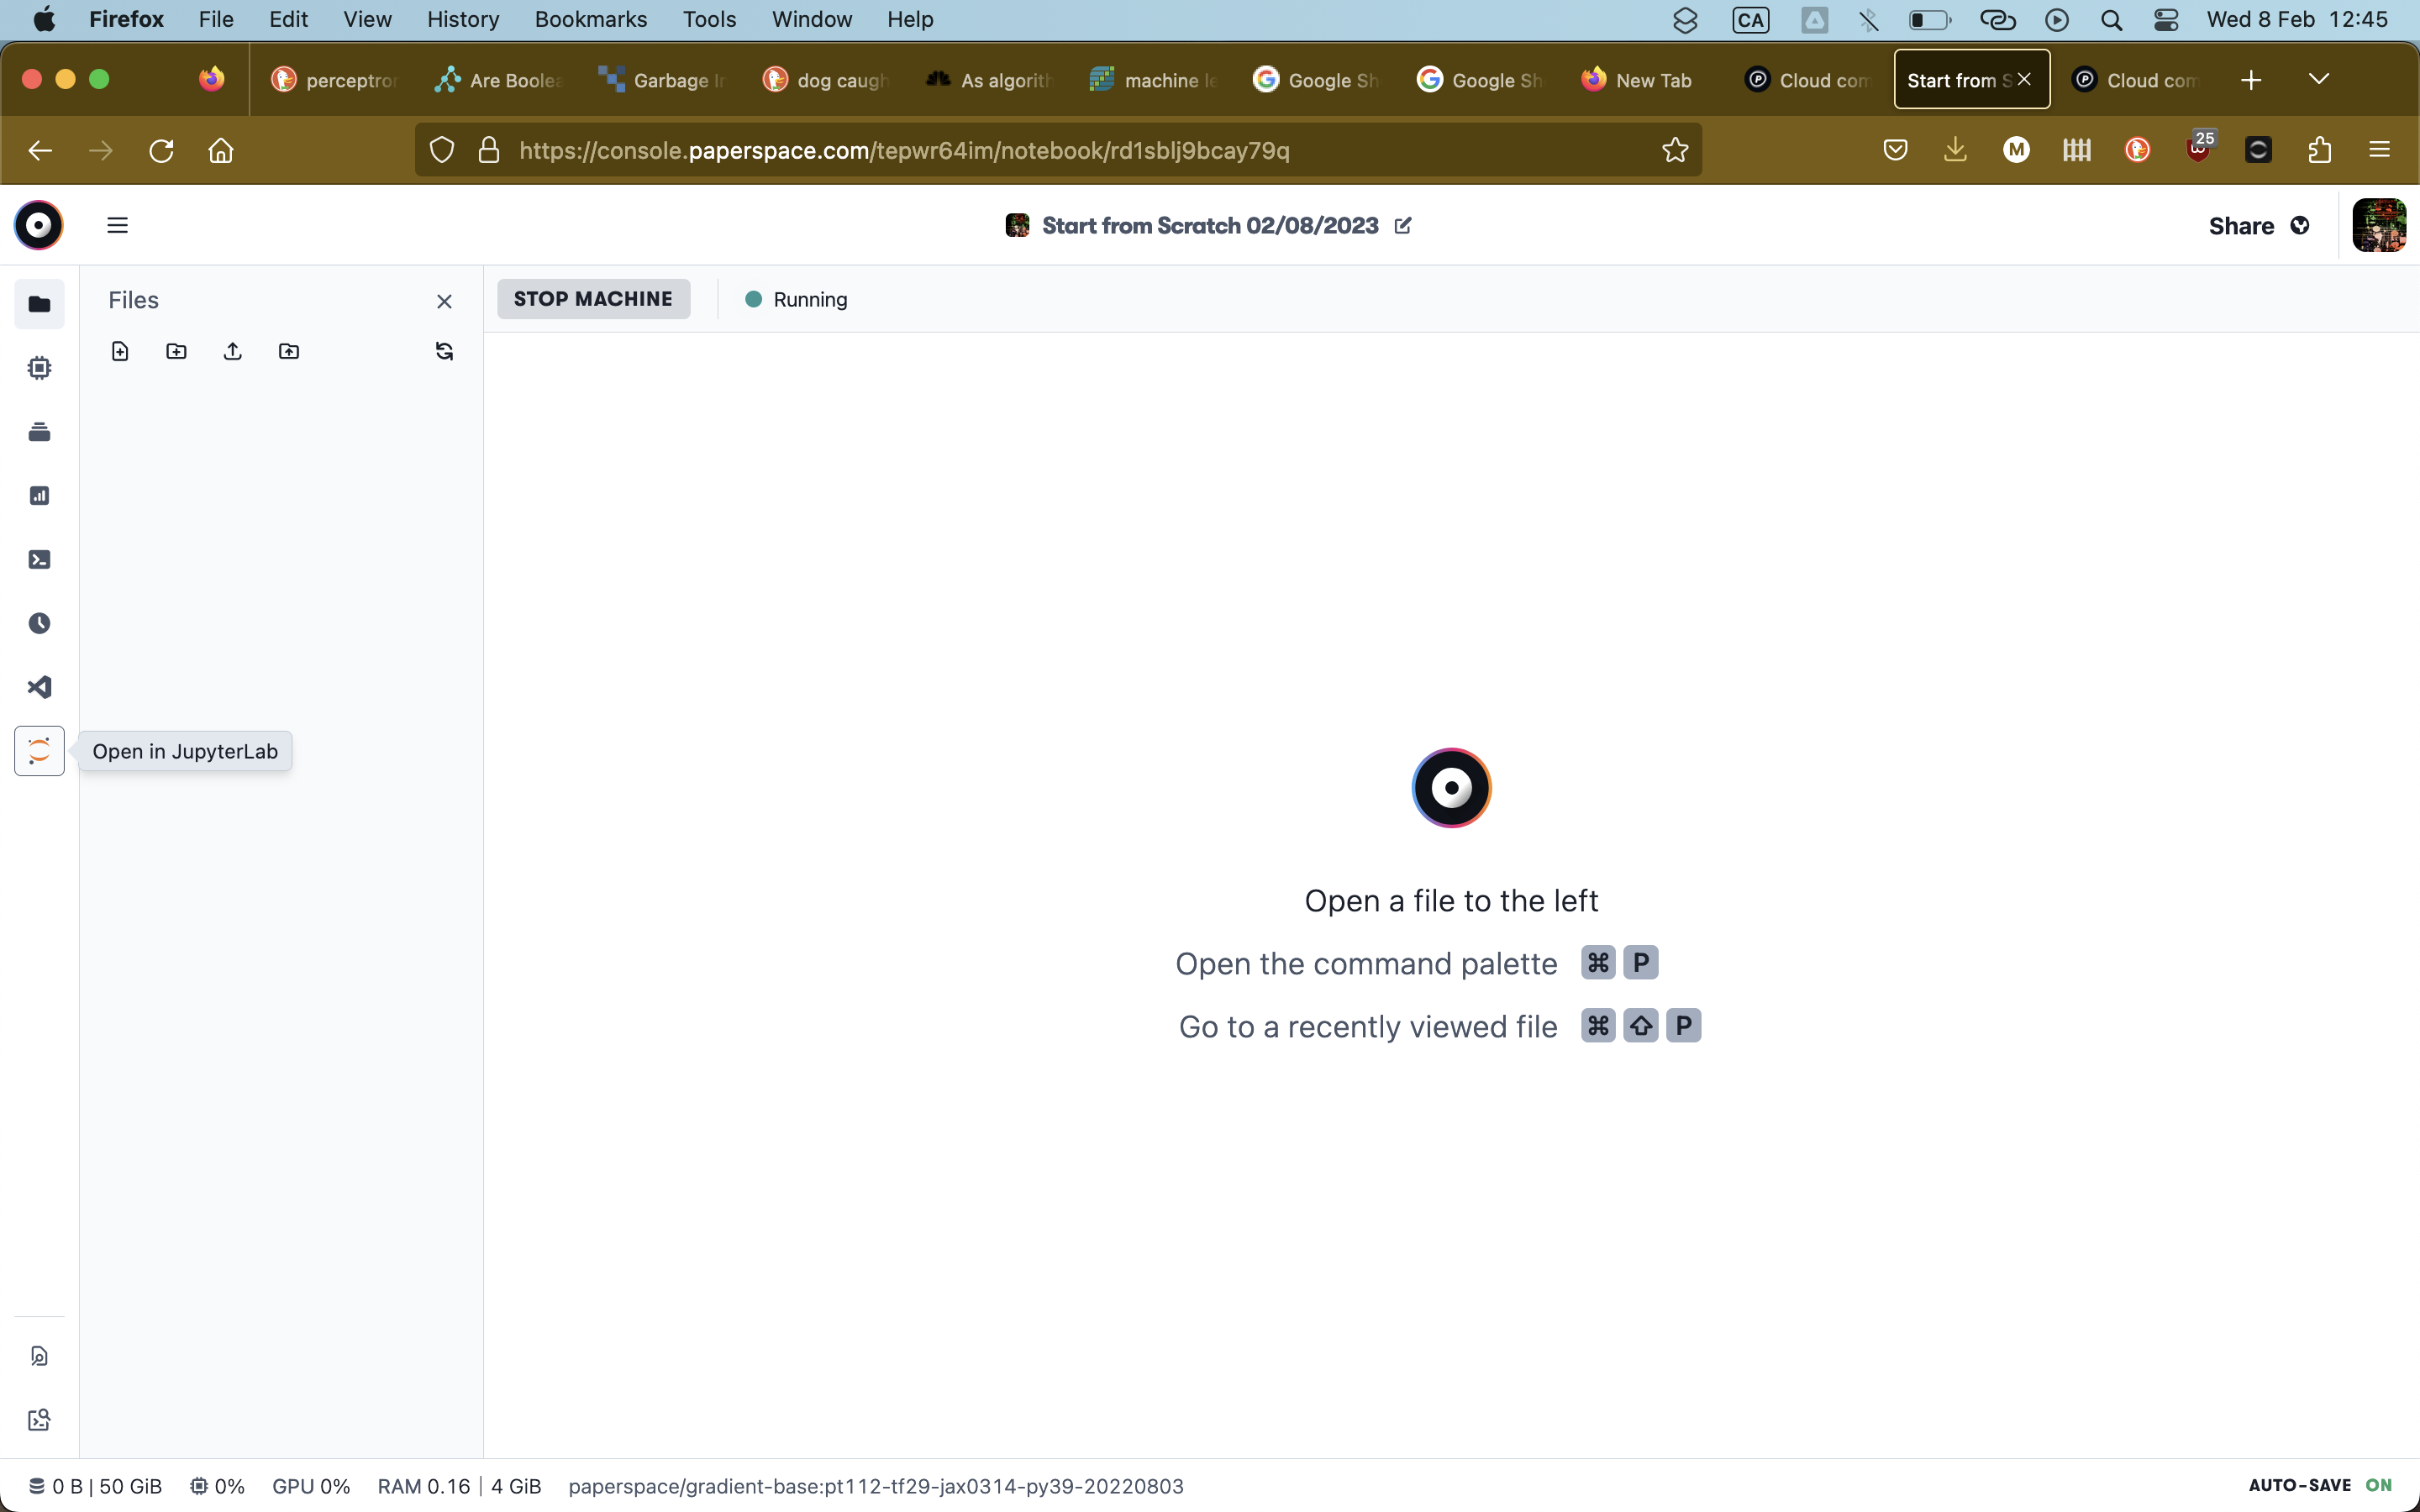 Firefox File Edit View History Bookmarks Tools Window Help CA Wed 8 Feb 12:45
perceptron Are Boolea Garbage In dog caugh As algorith machine le Google Sh Google Sh New Tab Cloud com Start from S Cloud com
https://console.paperspace.com/tepwr64im/notebook/rd1sblj9bcay79q M 25
Start from Scratch 02/08/2023 Share
Files STOP MACHINE Running
Open in JupyterLab
Open a file to the left
Open the command palette ⌘ P
Go to a recently viewed file ⌘ ⇧ P
0 B | 50 GiB 0% GPU 0% RAM 0.16 | 4 GiB paperspace/gradient-base:pt112-tf29-jax0314-py39-20220803 AUTO-SAVE ON